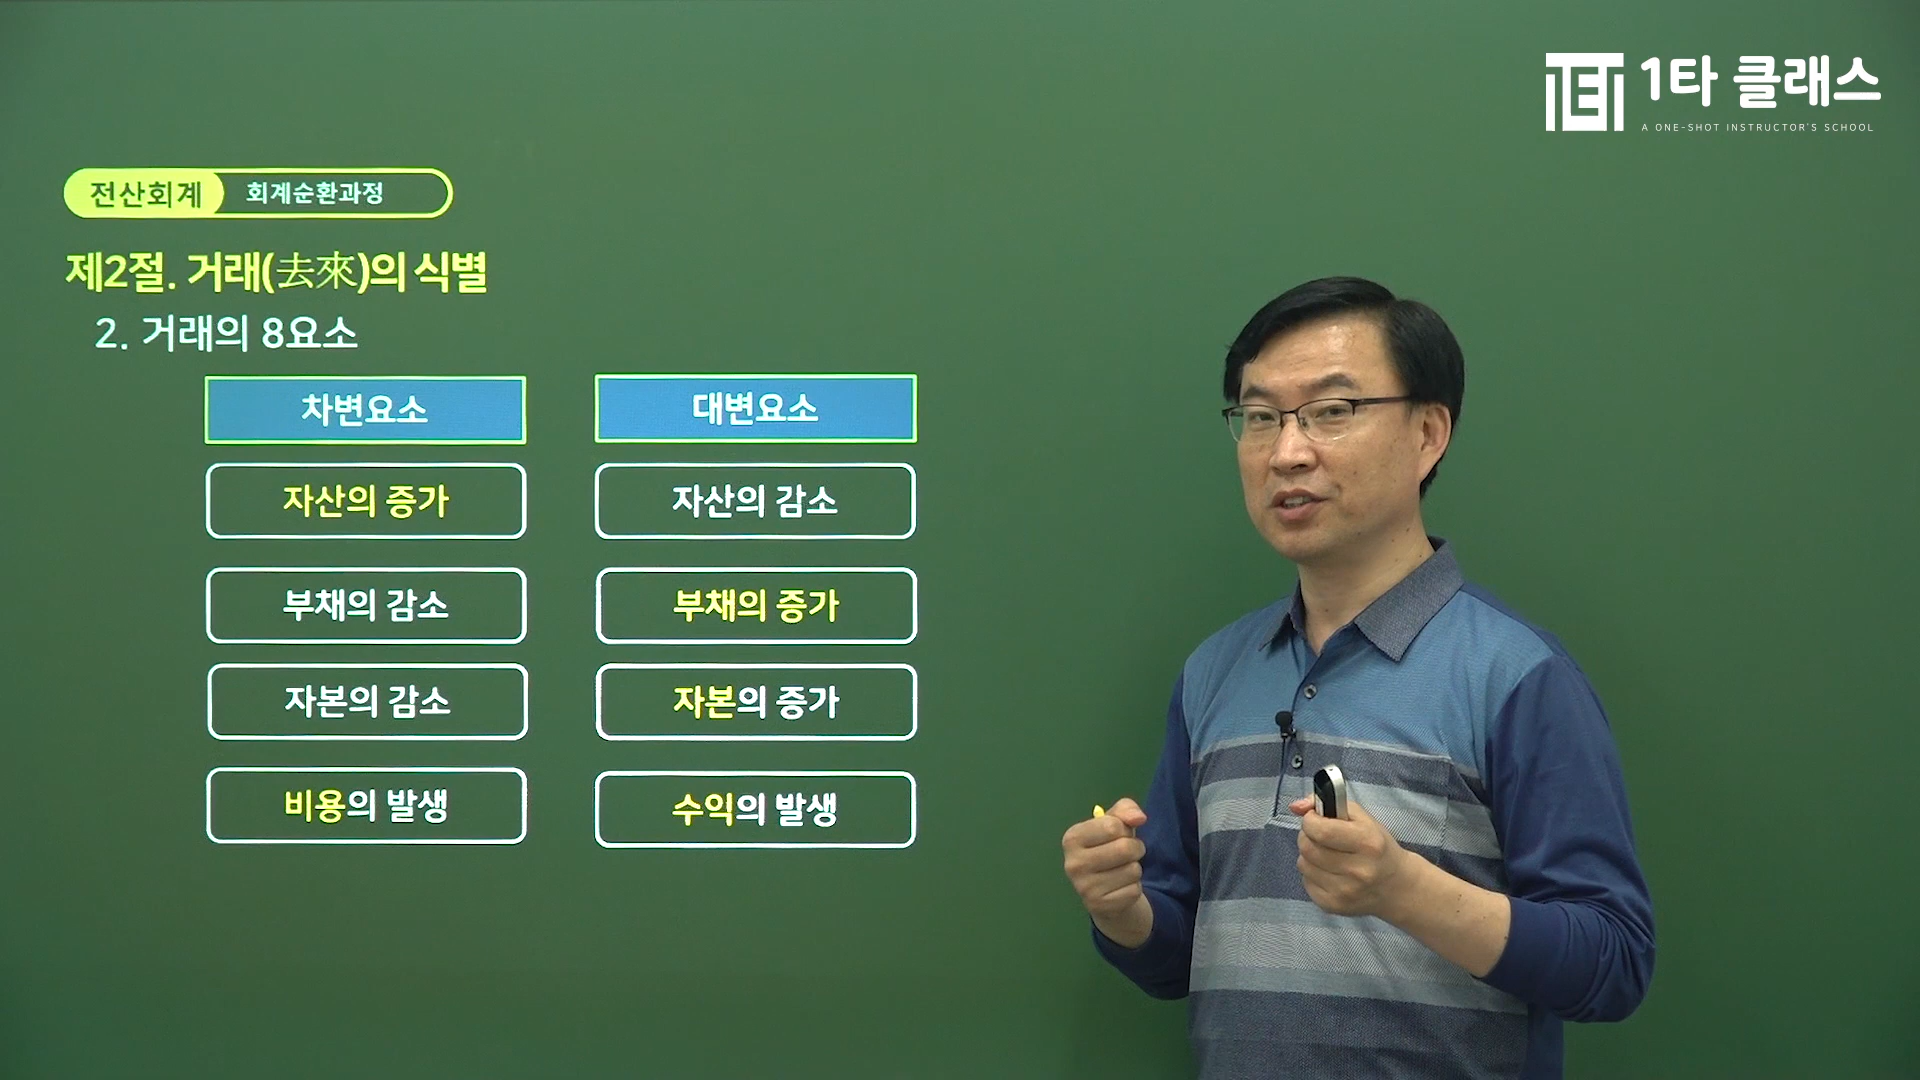 1타 클래스
A ONE-SHOT INSTRUCTOR'S SCHOOL
전산회계 회계순환과정
제2절. 거래(去來)의 식별
2. 거래의 8요소
차변요소 대변요소
자산의 증가 자산의 감소
부채의 감소 부채의 증가
자본의 감소 자본의 증가
비용의 발생 수익의 발생